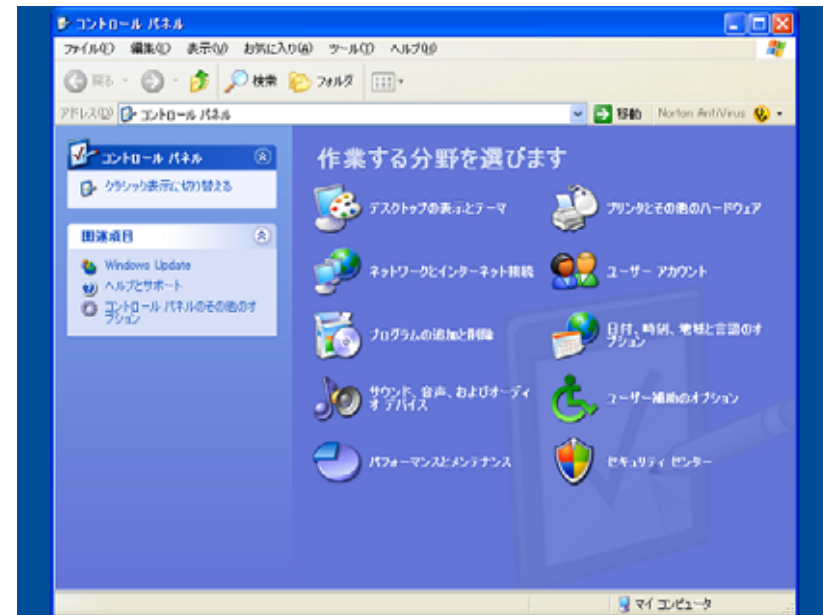 コントロール パネル
ファイル(F) 編集(E) 表示(V) お気に入り(A) ツール(T) ヘルプ(H)
戻る 検索 フォルダ
アドレス(D) コントロール パネル 移動 Norton AntiVirus
コントロール パネル
クラシック表示に切り替える
関連項目
Windows Update
ヘルプとサポート
コントロール パネルのその他のオ
プション
作業する分野を選びます
デスクトップの表示とテーマ
プリンタとその他のハードウェア
ネットワークとインターネット接続
ユーザー アカウント
プログラムの追加と削除
日付、時刻、地域と言語のオ
プション
サウンド、音声、およびオーディ
オ デバイス
ユーザー補助のオプション
パフォーマンスとメンテナンス
セキュリティ センター
マイ コンピュータ